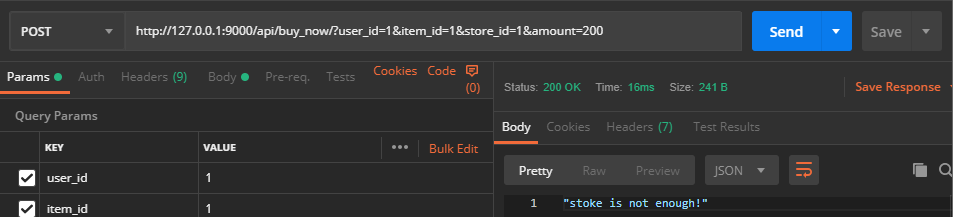 POST http://127.0.0.1:9000/api/buy_now/?user_id=1&item_id=1&store_id=1&amount=200 Send Save
Params Auth Headers (9) Body Pre-req. Tests Cookies Code (0)
Query Params
KEY VALUE ••• Bulk Edit
user_id 1
item_id 1
Status: 200 OK Time: 16ms Size: 241 B Save Response
Body Cookies Headers (7) Test Results
Pretty Raw Preview JSON
1 "stoke is not enough!"